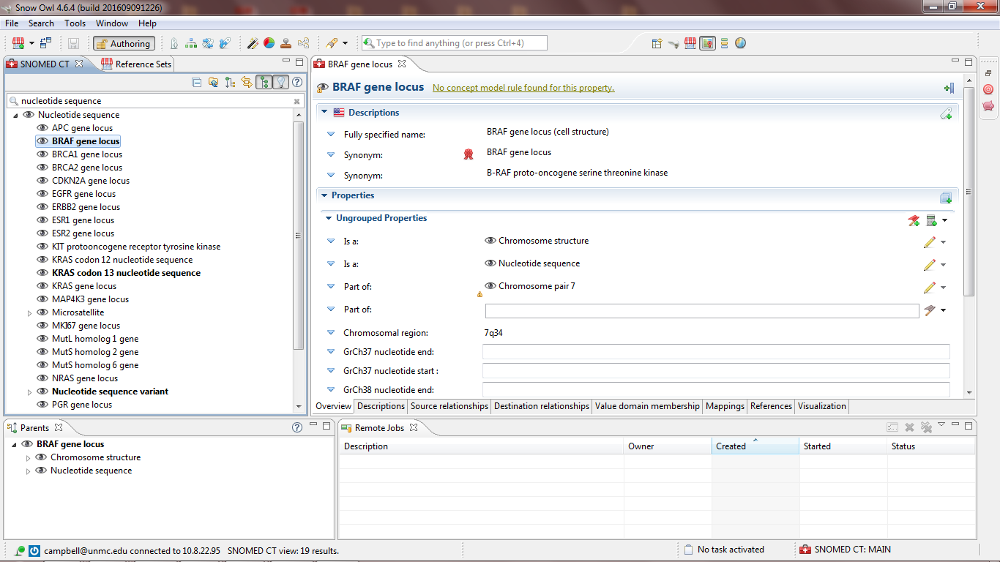 Snow Owl 4.6.4 (build 201609091226)
File Search Tools Window Help
Authoring
Type to find anything (or press Ctrl+4)
SNOMED CT
Reference Sets
nucleotide sequence
Nucleotide sequence
APC gene locus
BRAF gene locus
BRCA1 gene locus
BRCA2 gene locus
CDKN2A gene locus
EGFR gene locus
ERBB2 gene locus
ESR1 gene locus
ESR2 gene locus
KIT protooncogene receptor tyrosine kinase
KRAS codon 12 nucleotide sequence
KRAS codon 13 nucleotide sequence
KRAS gene locus
MAP4K3 gene locus
Microsatellite
MKI67 gene locus
MutL homolog 1 gene
MutS homolog 2 gene
MutS homolog 6 gene
NRAS gene locus
Nucleotide sequence variant
PGR gene locus
BRAF gene locus
BRAF gene locus No concept model rule found for this property.
Descriptions
Fully specified name: BRAF gene locus (cell structure)
Synonym: BRAF gene locus
Synonym: B-RAF proto-oncogene serine threonine kinase
Properties
Ungrouped Properties
Is a: Chromosome structure
Is a: Nucleotide sequence
Part of: Chromosome pair 7
Part of:
Chromosomal region: 7q34
GrCh37 nucleotide end:
GrCh37 nucleotide start :
GrCh38 nucleotide end:
Overview Descriptions Source relationships Destination relationships Value domain membership Mappings References Visualization
Parents
BRAF gene locus
Chromosome structure
Nucleotide sequence
Remote Jobs
Description Owner Created Started Status
campbell@unmc.edu connected to 10.8.22.95 SNOMED CT view: 19 results.
No task activated
SNOMED CT: MAIN